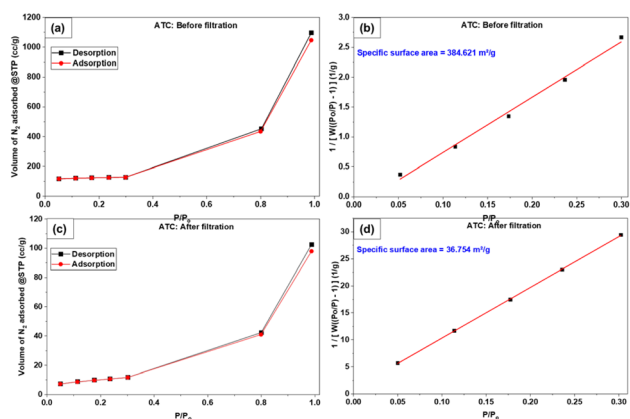 (a)
ATC: Before filtration
Desorption
Adsorption
Volume of N₂ adsorbed @STP (cc/g)
1200
1000
800
600
400
200
0
0.0
0.2
0.4
0.6
0.8
1.0
P/P₀
(b)
ATC: Before filtration
Specific surface area = 384.621 m²/g
1 / [ W((Po/P) - 1) ] (1/g)
3.0
2.5
2.0
1.5
1.0
0.5
0.0
0.00
0.05
0.10
0.15
0.20
0.25
0.30
P/P₀
(c)
ATC: After filtration
Desorption
Adsorption
Volume of N₂ adsorbed @STP (cc/g)
120
100
80
60
40
20
0
0.0
0.2
0.4
0.6
0.8
1.0
P/P₀
(d)
ATC: After filtration
Specific surface area = 36.754 m²/g
1 / [ W((Po/P) - 1) ] (1/g)
30
25
20
15
10
5
0
0.00
0.05
0.10
0.15
0.20
0.25
0.30
P/P₀